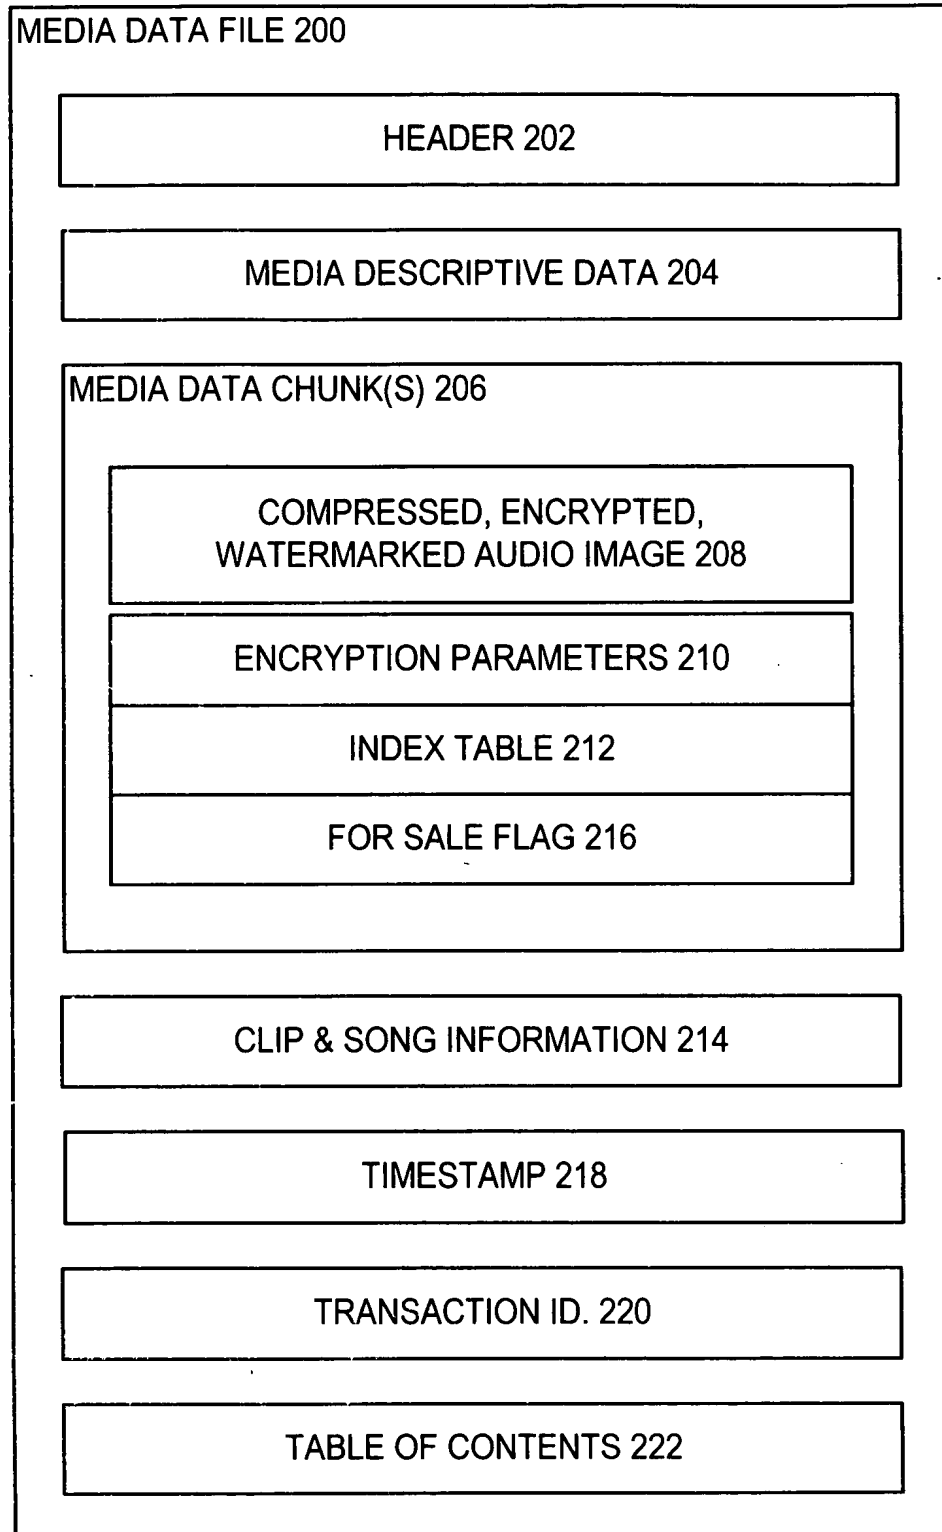 MEDIA DATA FILE 200
HEADER 202
MEDIA DESCRIPTIVE DATA 204
MEDIA DATA CHUNK(S) 206
COMPRESSED, ENCRYPTED,
WATERMARKED AUDIO IMAGE 208
ENCRYPTION PARAMETERS 210
INDEX TABLE 212
FOR SALE FLAG 216
CLIP & SONG INFORMATION 214
TIMESTAMP 218
TRANSACTION ID. 220
TABLE OF CONTENTS 222